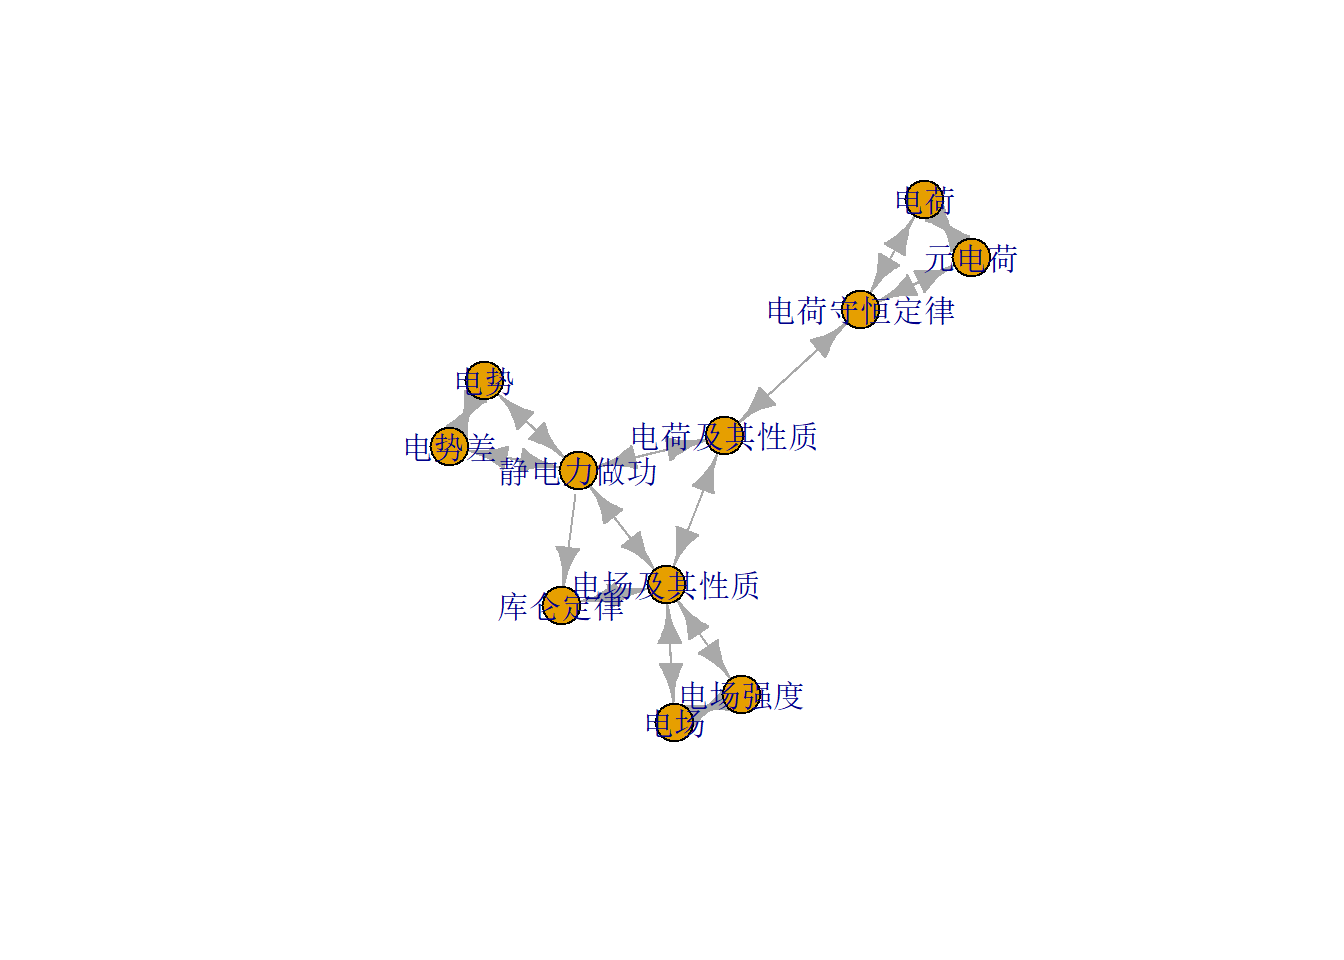 电荷
元电荷
电荷守恒定律
电势
电荷及其性质
电势差
静电力做功
电扬及其性质
库仑定律
电场强度
电场